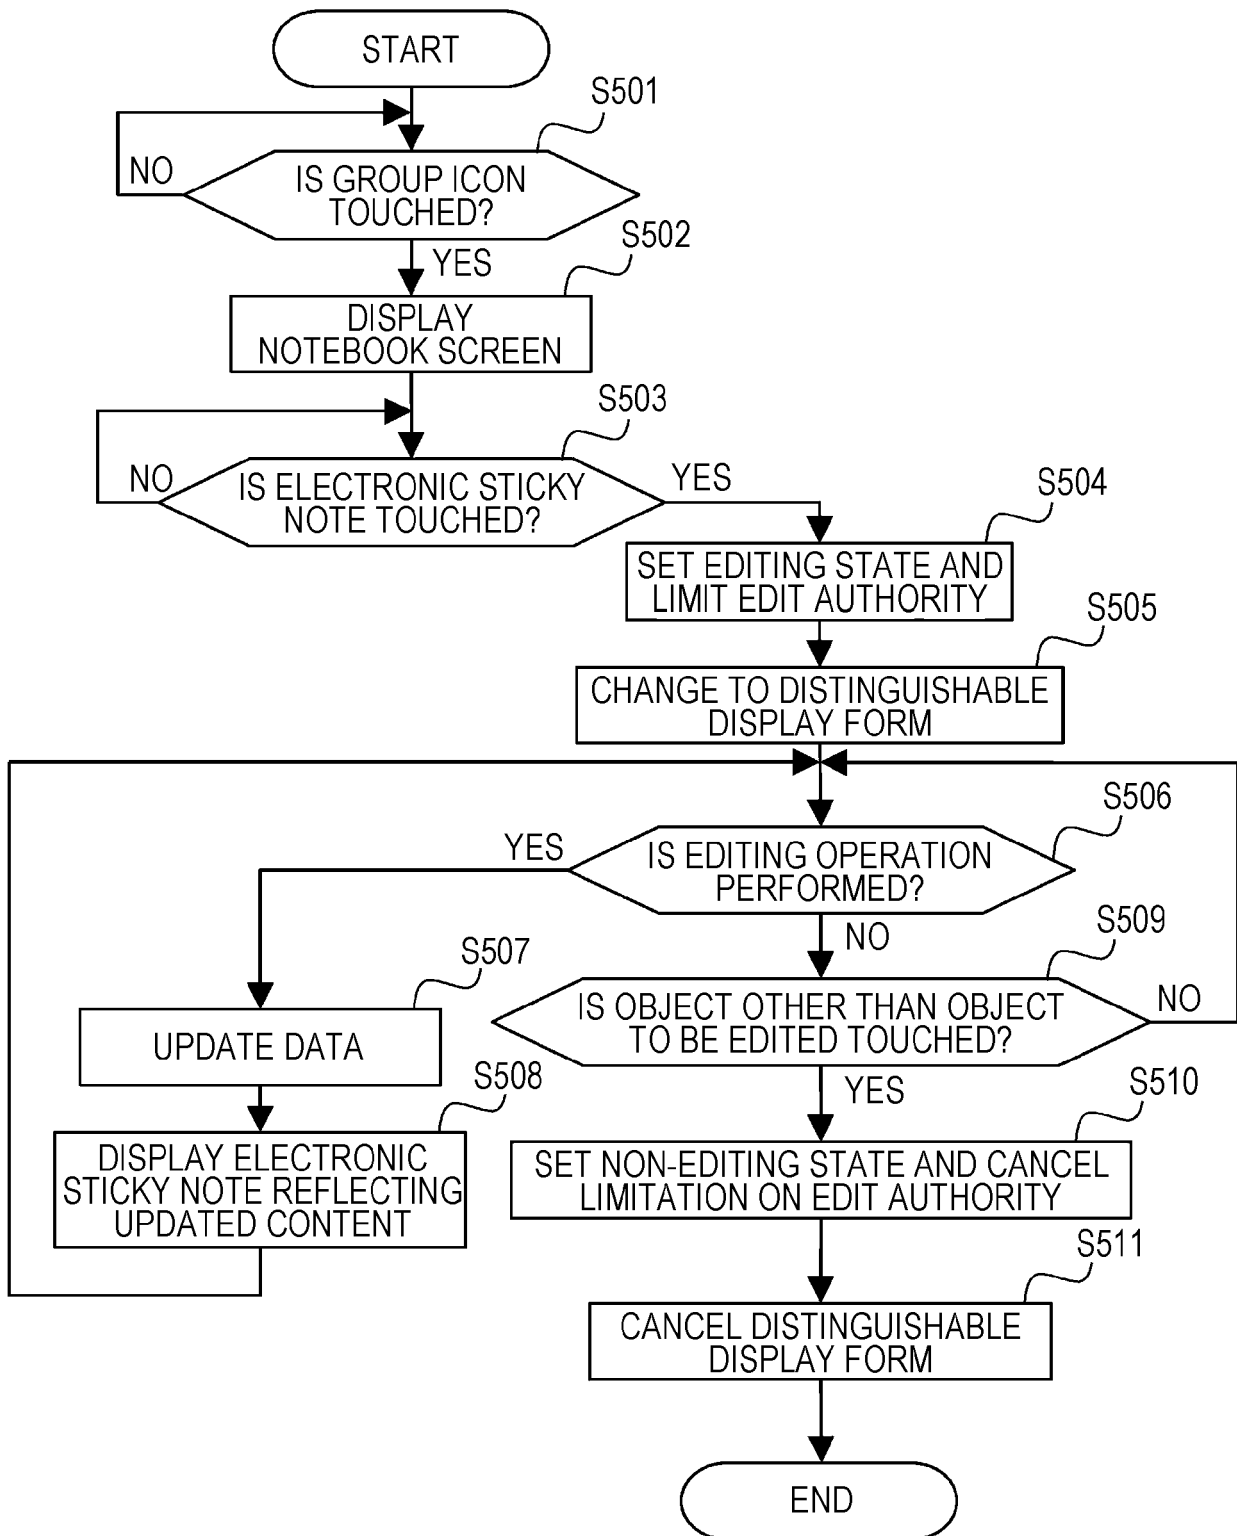 START
S501
NO
IS GROUP ICON
TOUCHED?
S502
YES
DISPLAY
NOTEBOOK SCREEN
S503
NO
IS ELECTRONIC STICKY
NOTE TOUCHED?
YES
S504
SET EDITING STATE AND
LIMIT EDIT AUTHORITY
S505
CHANGE TO DISTINGUISHABLE
DISPLAY FORM
S506
YES
IS EDITING OPERATION
PERFORMED?
NO
S507
UPDATE DATA
S508
DISPLAY ELECTRONIC
STICKY NOTE REFLECTING
UPDATED CONTENT
S509
IS OBJECT OTHER THAN OBJECT
TO BE EDITED TOUCHED?
NO
YES
S510
SET NON-EDITING STATE AND CANCEL
LIMITATION ON EDIT AUTHORITY
S511
CANCEL DISTINGUISHABLE
DISPLAY FORM
END